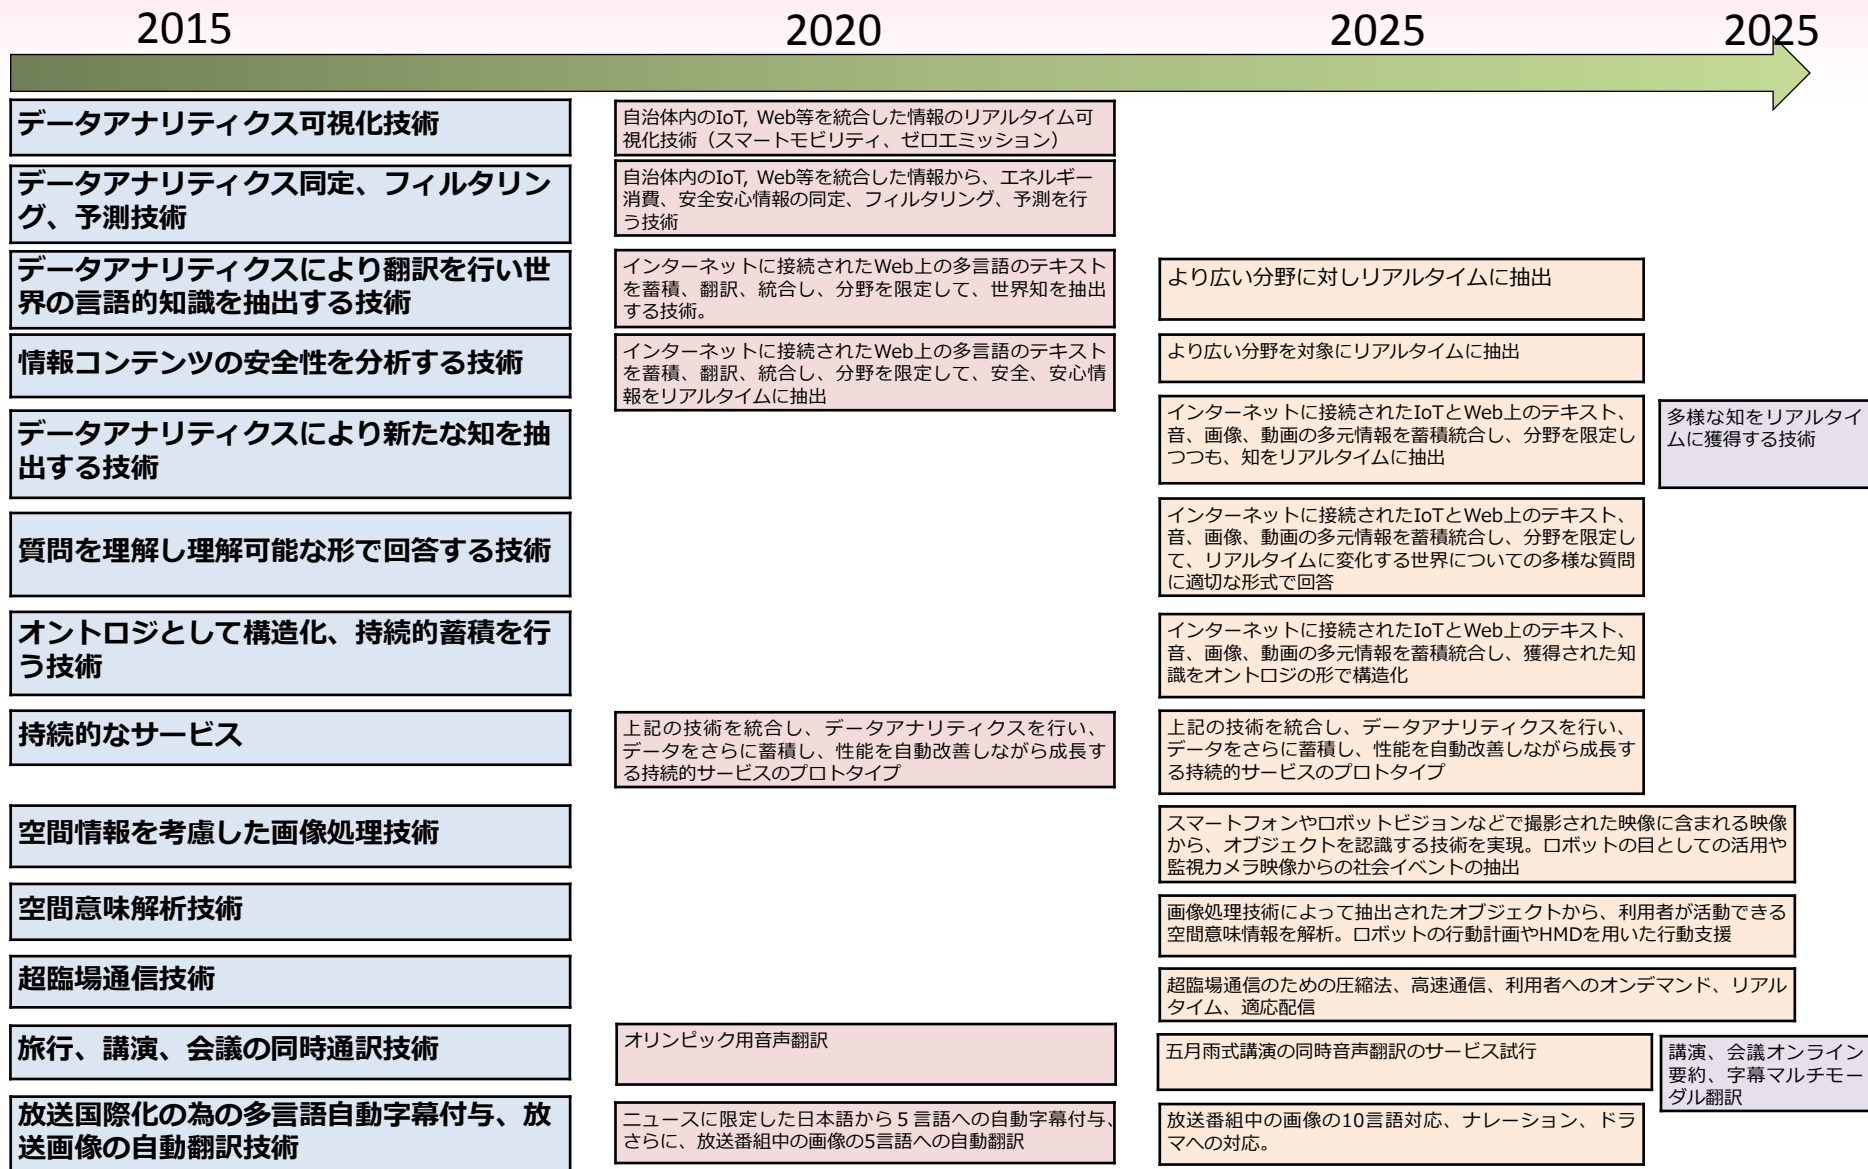 2015
2020
2025
2025
データアナリティクス可視化技術
自治体内のIoT, Web等を統合した情報のリアルタイム可
視化技術（スマートモビリティ、ゼロエミッション）
データアナリティクス同定、フィルタリン
グ、予測技術
自治体内のIoT, Web等を統合した情報から、エネルギー
消費、安全安心情報の同定、フィルタリング、予測を行
う技術
データアナリティクスにより翻訳を行い世
界の言語的知識を抽出する技術
インターネットに接続されたWeb上の多言語のテキスト
を蓄積、翻訳、統合し、分野を限定して、世界知を抽出
する技術。
より広い分野に対しリアルタイムに抽出
情報コンテンツの安全性を分析する技術
インターネットに接続されたWeb上の多言語のテキスト
を蓄積、翻訳、統合し、分野を限定して、安全、安心情
報をリアルタイムに抽出
より広い分野を対象にリアルタイムに抽出
データアナリティクスにより新たな知を抽
出する技術
インターネットに接続されたIoTとWeb上のテキスト、
音、画像、動画の多元情報を蓄積統合し、分野を限定し
つつも、知をリアルタイムに抽出
多様な知をリアルタイ
ムに獲得する技術
質問を理解し理解可能な形で回答する技術
インターネットに接続されたIoTとWeb上のテキスト、
音、画像、動画の多元情報を蓄積統合し、分野を限定し
て、リアルタイムに変化する世界についての多様な質問
に適切な形式で回答
オントロジとして構造化、持続的蓄積を行
う技術
インターネットに接続されたIoTとWeb上のテキスト、
音、画像、動画の多元情報を蓄積統合し、獲得された知
識をオントロジの形で構造化
持続的なサービス
上記の技術を統合し、データアナリティクスを行い、
データをさらに蓄積し、性能を自動改善しながら成長す
る持続的サービスのプロトタイプ
上記の技術を統合し、データアナリティクスを行い、
データをさらに蓄積し、性能を自動改善しながら成長す
る持続的サービスのプロトタイプ
空間情報を考慮した画像処理技術
スマートフォンやロボットビジョンなどで撮影された映像に含まれる映像
から、オブジェクトを認識する技術を実現。ロボットの目としての活用や
監視カメラ映像からの社会イベントの抽出
空間意味解析技術
画像処理技術によって抽出されたオブジェクトから、利用者が活動できる
空間意味情報を解析。ロボットの行動計画やHMDを用いた行動支援
超臨場通信技術
超臨場通信のための圧縮法、高速通信、利用者へのオンデマンド、リアル
タイム、適応配信
旅行、講演、会議の同時通訳技術
オリンピック用音声翻訳
五月雨式講演の同時音声翻訳のサービス試行
講演、会議オンライン
要約、字幕マルチモー
ダル翻訳
放送国際化の為の多言語自動字幕付与、放
送画像の自動翻訳技術
ニュースに限定した日本語から５言語への自動字幕付与、
さらに、放送番組中の画像の5言語への自動翻訳
放送番組中の画像の10言語対応、ナレーション、ドラ
マへの対応。